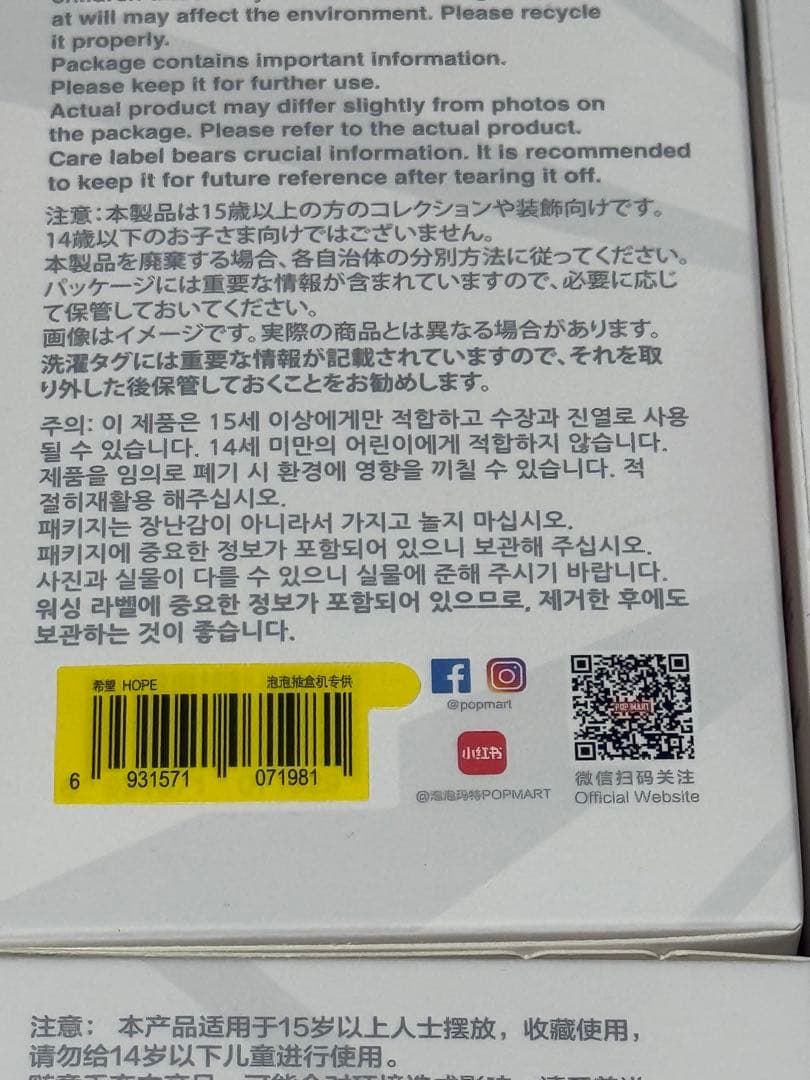 at will may affect the environment. Please recycle
it properly.
Package contains important information.
Please keep it for further use.
Actual product may differ slightly from photos on
the package. Please refer to the actual product.
Care label bears crucial information. It is recommended
to keep it for future reference after tearing it off.
注意:本製品は15歳以上の方のコレクションや装飾向けです。
14歳以下のお子さま向けではございません。
本製品を廃棄する場合、各自治体の分別方法に従ってください。
パッケージには重要な情報が含まれていますので、必要に応じ
て保管しておいてください。
画像はイメージです。実際の商品とは異なる場合があります。
洗濯タグには重要な情報が記載されていますので、それを取
り外した後保管しておくことをお勧めします。
주의: 이 제품은 15세 이상에게만 적합하고 수장과 진열로 사용
될 수 있습니다. 14세 미만의 어린이에게 적합하지 않습니다.
제품을 임의로 폐기 시 환경에 영향을 끼칠 수 있습니다. 적
절히재활용 해주십시오.
패키지는 장난감이 아니라서 가지고 놀지 마십시오.
패키지에 중요한 정보가 포함되어 있으니 보관해 주십시오.
사진과 실물이 다를 수 있으니 실물에 준해 주시기 바랍니다.
워싱 라벨에 중요한 정보가 포함되어 있으므로, 제거한 후에도
보관하는 것이 좋습니다.
希望 HOPE 泡泡抽盒机专供
6 931571 071981
@popmart
小红书
@泡泡玛特POPMART
POP MART
微信扫码关注
Official Website
注意： 本产品适用于15岁以上人士摆放，收藏使用，
请勿给14岁以下儿童进行使用。